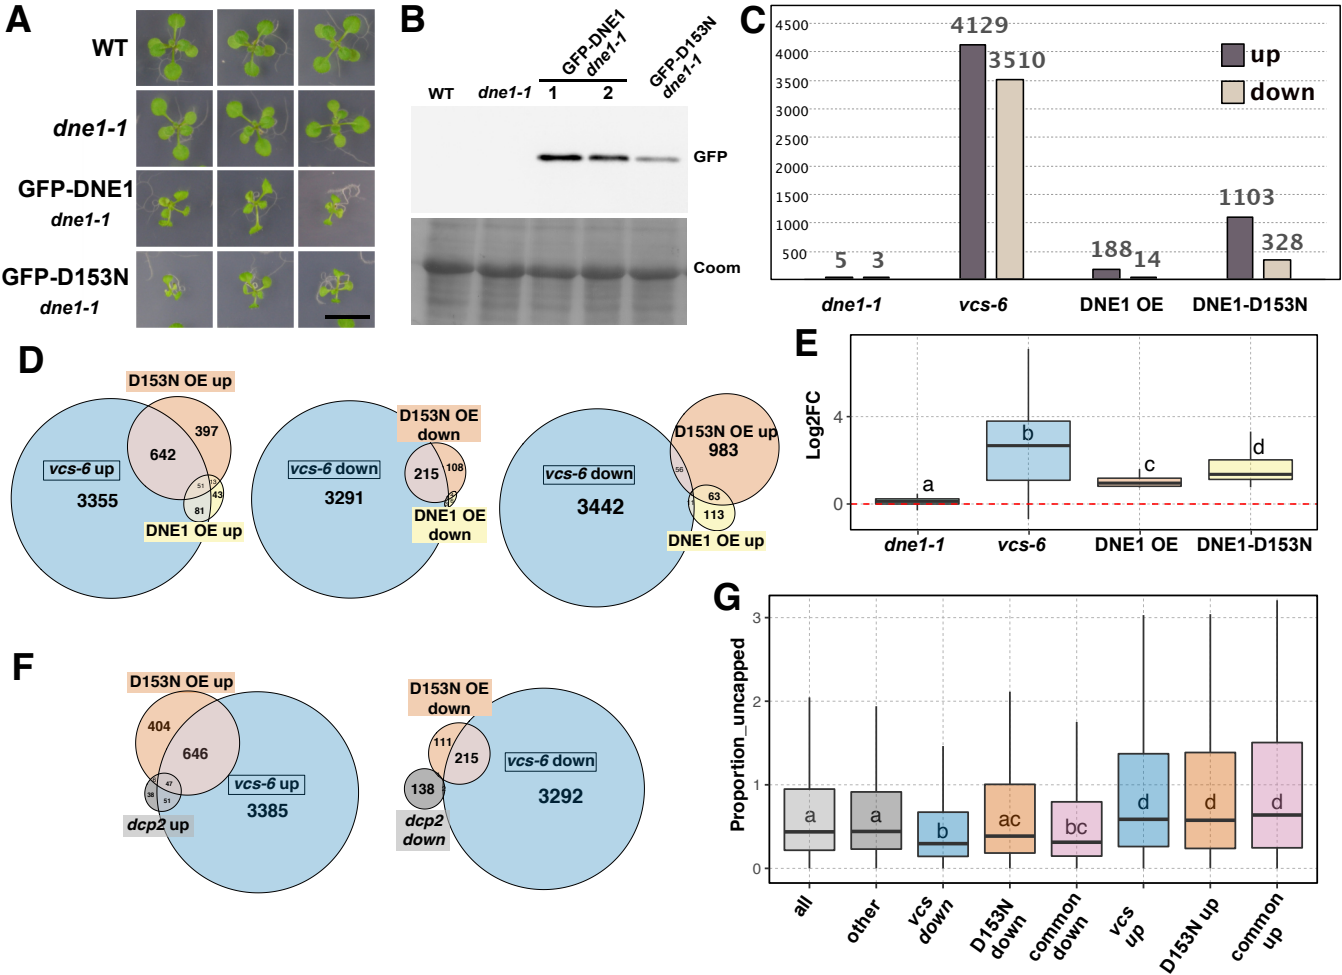 A
WT
dne1-1
GFP-DNE1
dne1-1
GFP-D153N
dne1-1
B
WT
dne1-1
GFP-DNE1
dne1-1
1
2
GFP-D153N
dne1-1
GFP
Coom
C
4500
4000
3500
3000
2500
2000
1500
1000
500
5
3
4129
3510
188
14
1103
328
up
down
dne1-1
vcs-6
DNE1 OE
DNE1-D153N
D
D153N OE up
397
642
vcs-6 up
3355
51
13
43
81
DNE1 OE up
D153N OE
down
vcs-6 down
3291
215
108
DNE1 OE
down
D153N OE up
983
vcs-6 down
3442
56
63
113
DNE1 OE up
E
Log2FC
4
0
a
b
c
d
dne1-1
vcs-6
DNE1 OE
DNE1-D153N
F
D153N OE up
404
646
vcs-6 up
3385
47
38
51
dcp2 up
D153N OE
down
111
215
vcs-6 down
3292
138
dcp2
down
G
Proportion_uncapped
3
2
1
0
a
a
b
ac
bc
d
d
d
all
other
vcs
down
D153N
down
common
down
vcs
up
D153N up
common
up